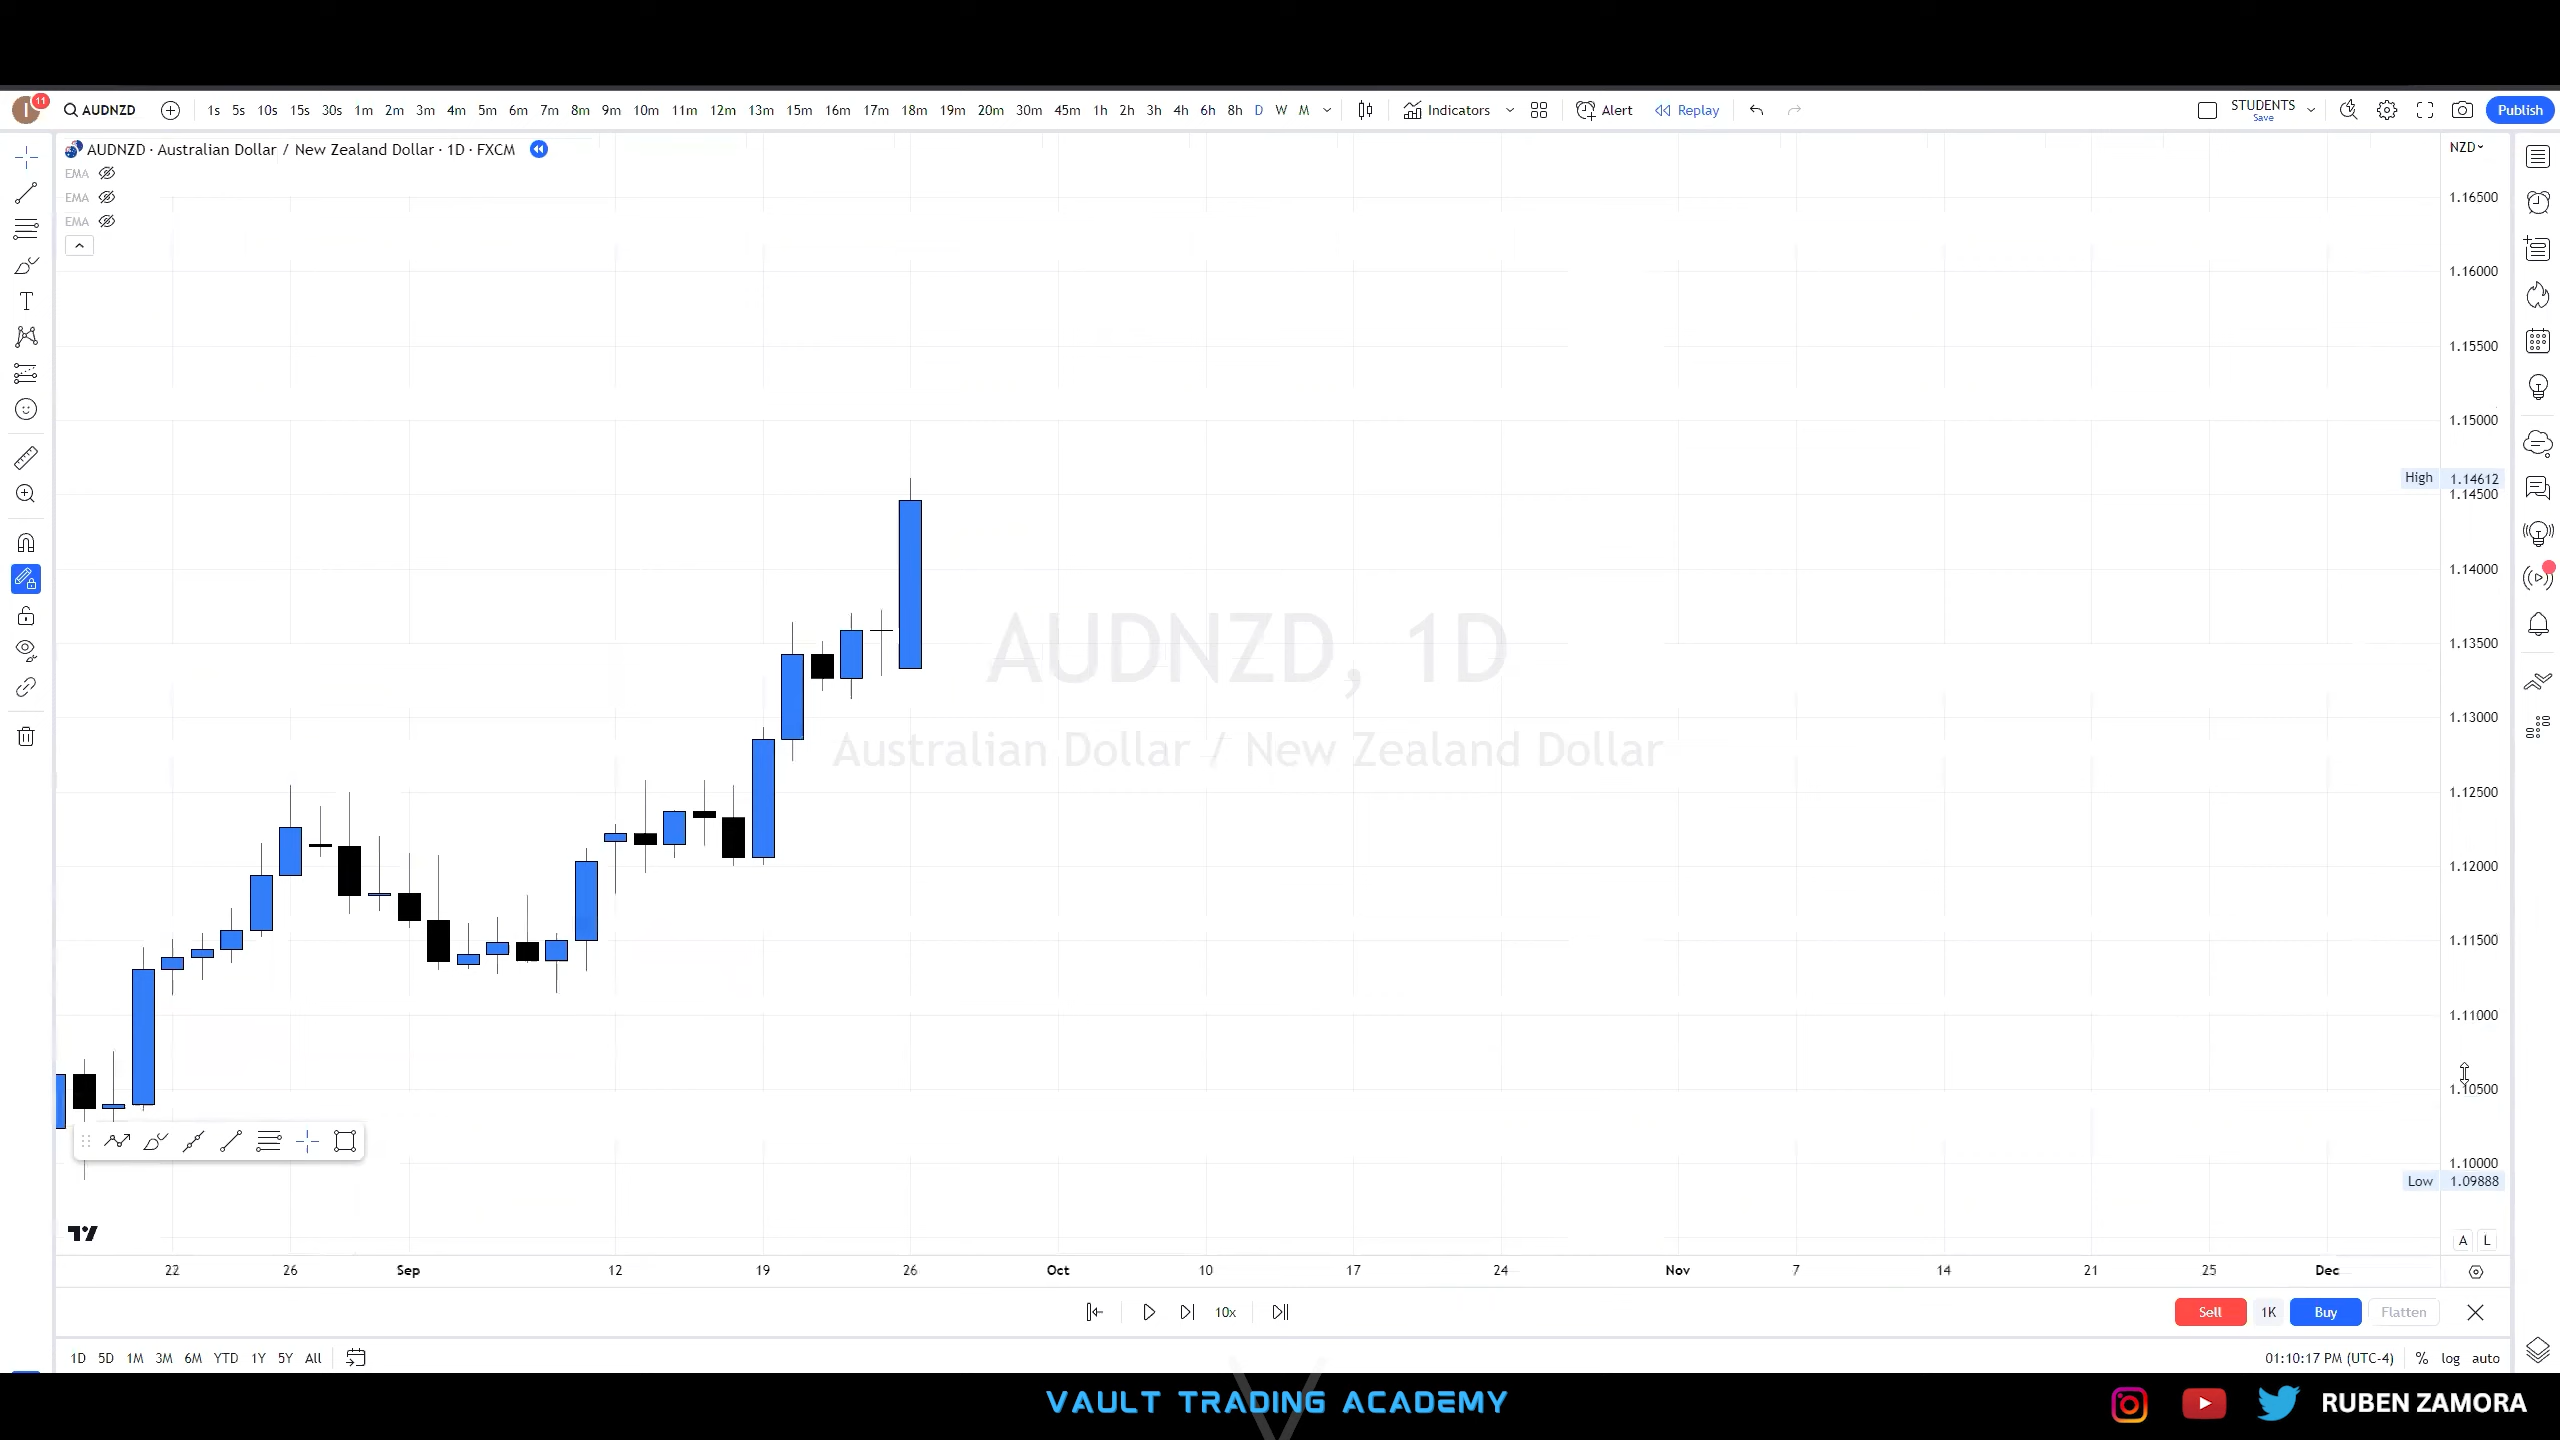 11 AUDNZD 1s 5s 10s 15s 30s 1m 2m 3m 4m 5m 6m 7m 8m 9m 10m 11m 12m 13m 15m 16m 17m 18m 19m 20m 30m 45m 1h 2h 3h 4h 6h 8h D W M Indicators Alert Replay STUDENTS Publish
Save
AUDNZD · Australian Dollar / New Zealand Dollar · 1D · FXCM NZD
EMA
EMA
EMA
1.16500
1.16000
1.15500
1.15000
High 1.14612
1.14500
1.14000
1.13500
AUDNZD, 1D
1.13000
Australian Dollar / New Zealand Dollar
1.12500
1.12000
1.11500
1.11000
1.10500
1.10000
Low 1.09888
A L
22 26 Sep 12 19 26 Oct 10 17 24 Nov 7 14 21 25 Dec
10x Sell 1K Buy Flatten
1D 5D 1M 3M 6M YTD 1Y 5Y All 01:10:17 PM (UTC-4) % log auto
VAULT TRADING ACADEMY RUBEN ZAMORA